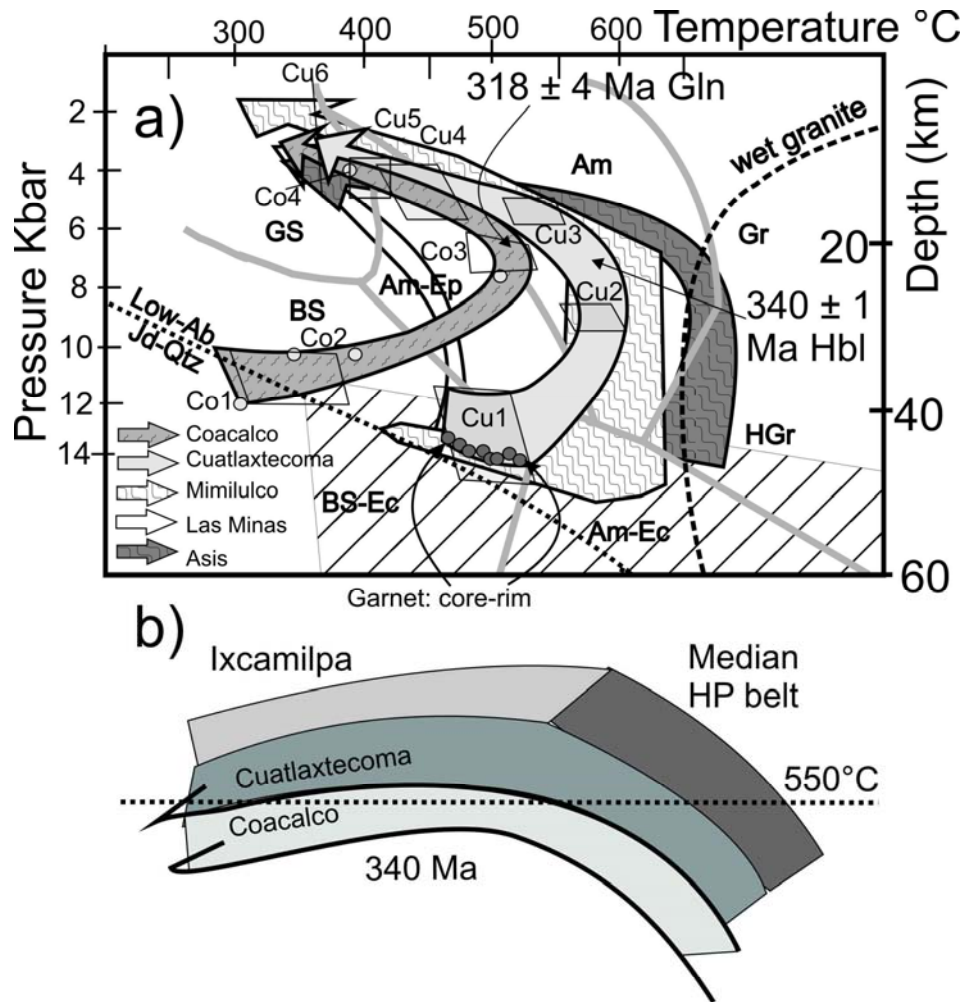 300 400 500 600 Temperature °C
Cu6
318 ± 4 Ma Gln
a)
Cu5
Cu4
Am
wet granite
Co4
GS
Co3
Cu3
Gr
Am-Ep
BS
Cu2
340 ± 1
Ma Hbl
Low-Ab
Jd-Qtz
Co2
Co1
Cu1
HGr
BS-Ec
Am-Ec
Pressure Kbar
2
4
6
8
10
12
14
Depth (km)
20
40
60
Coacalco
Cuatlaxtecoma
Mimilulco
Las Minas
Asis
Garnet: core-rim
b)
Ixcamilpa
Median
HP belt
550°C
Cuatlaxtecoma
Coacalco
340 Ma